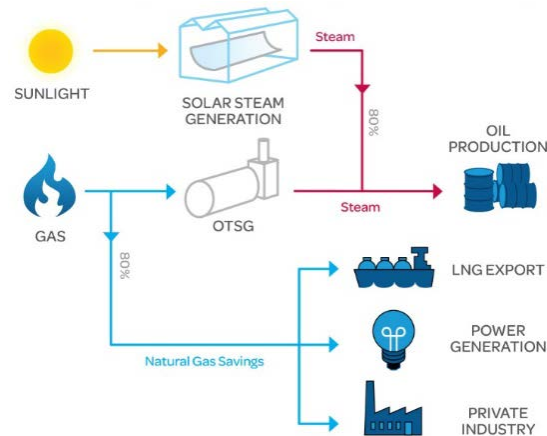 Steam
SUNLIGHT
SOLAR STEAM
GENERATION
80%
OIL
PRODUCTION
GAS
OTSG
Steam
80%
LNG EXPORT
POWER
GENERATION
Natural Gas Savings
PRIVATE
INDUSTRY